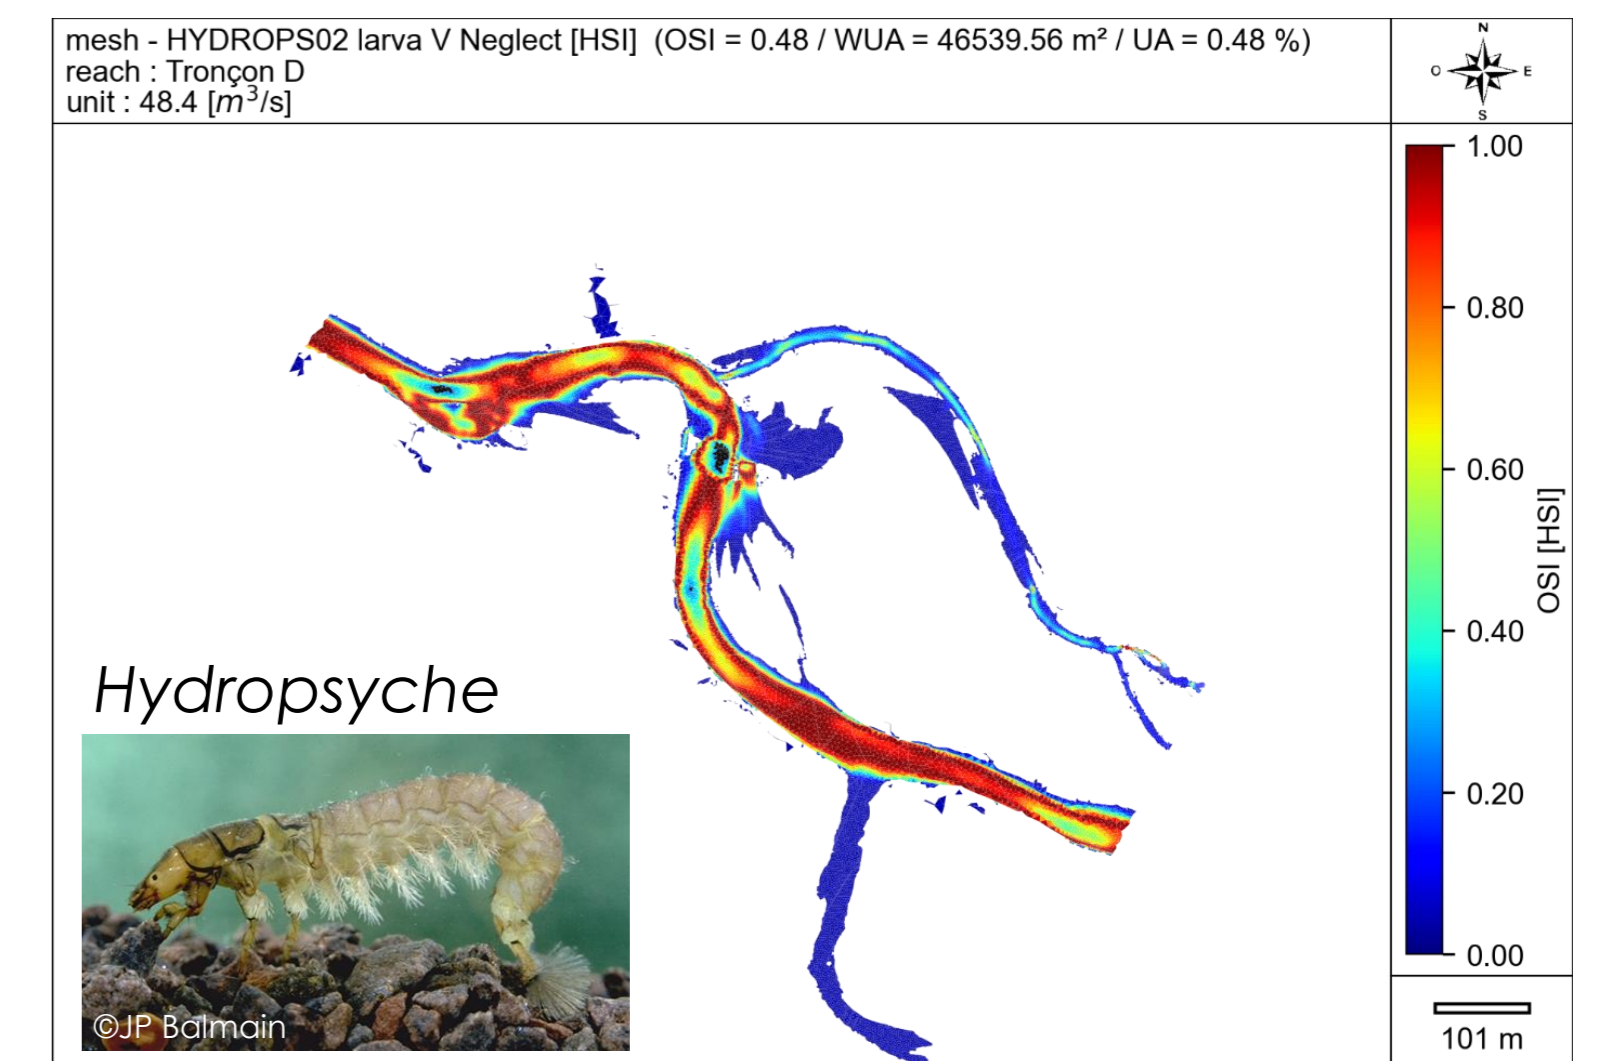 mesh - HYDROPS02 larva V Neglect [HSI] (OSI = 0.48 / WUA = 46539.56 m² / UA = 0.48 %)
reach : Tronçon D
unit : 48.4 [m³/s]
N
O E
S
1.00
0.80
0.60
0.40
0.20
0.00
OSI [HSI]
101 m
Hydropsyche
©JP Balmain